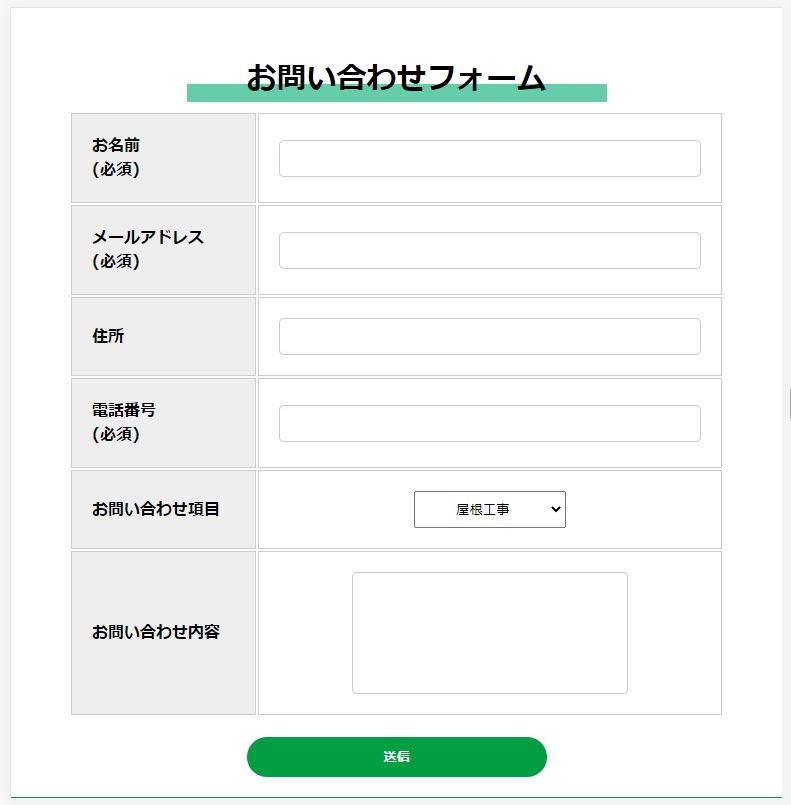 お問い合わせフォーム
お名前
(必須)
メールアドレス
(必須)
住所
電話番号
(必須)
お問い合わせ項目
屋根工事
お問い合わせ内容
送信